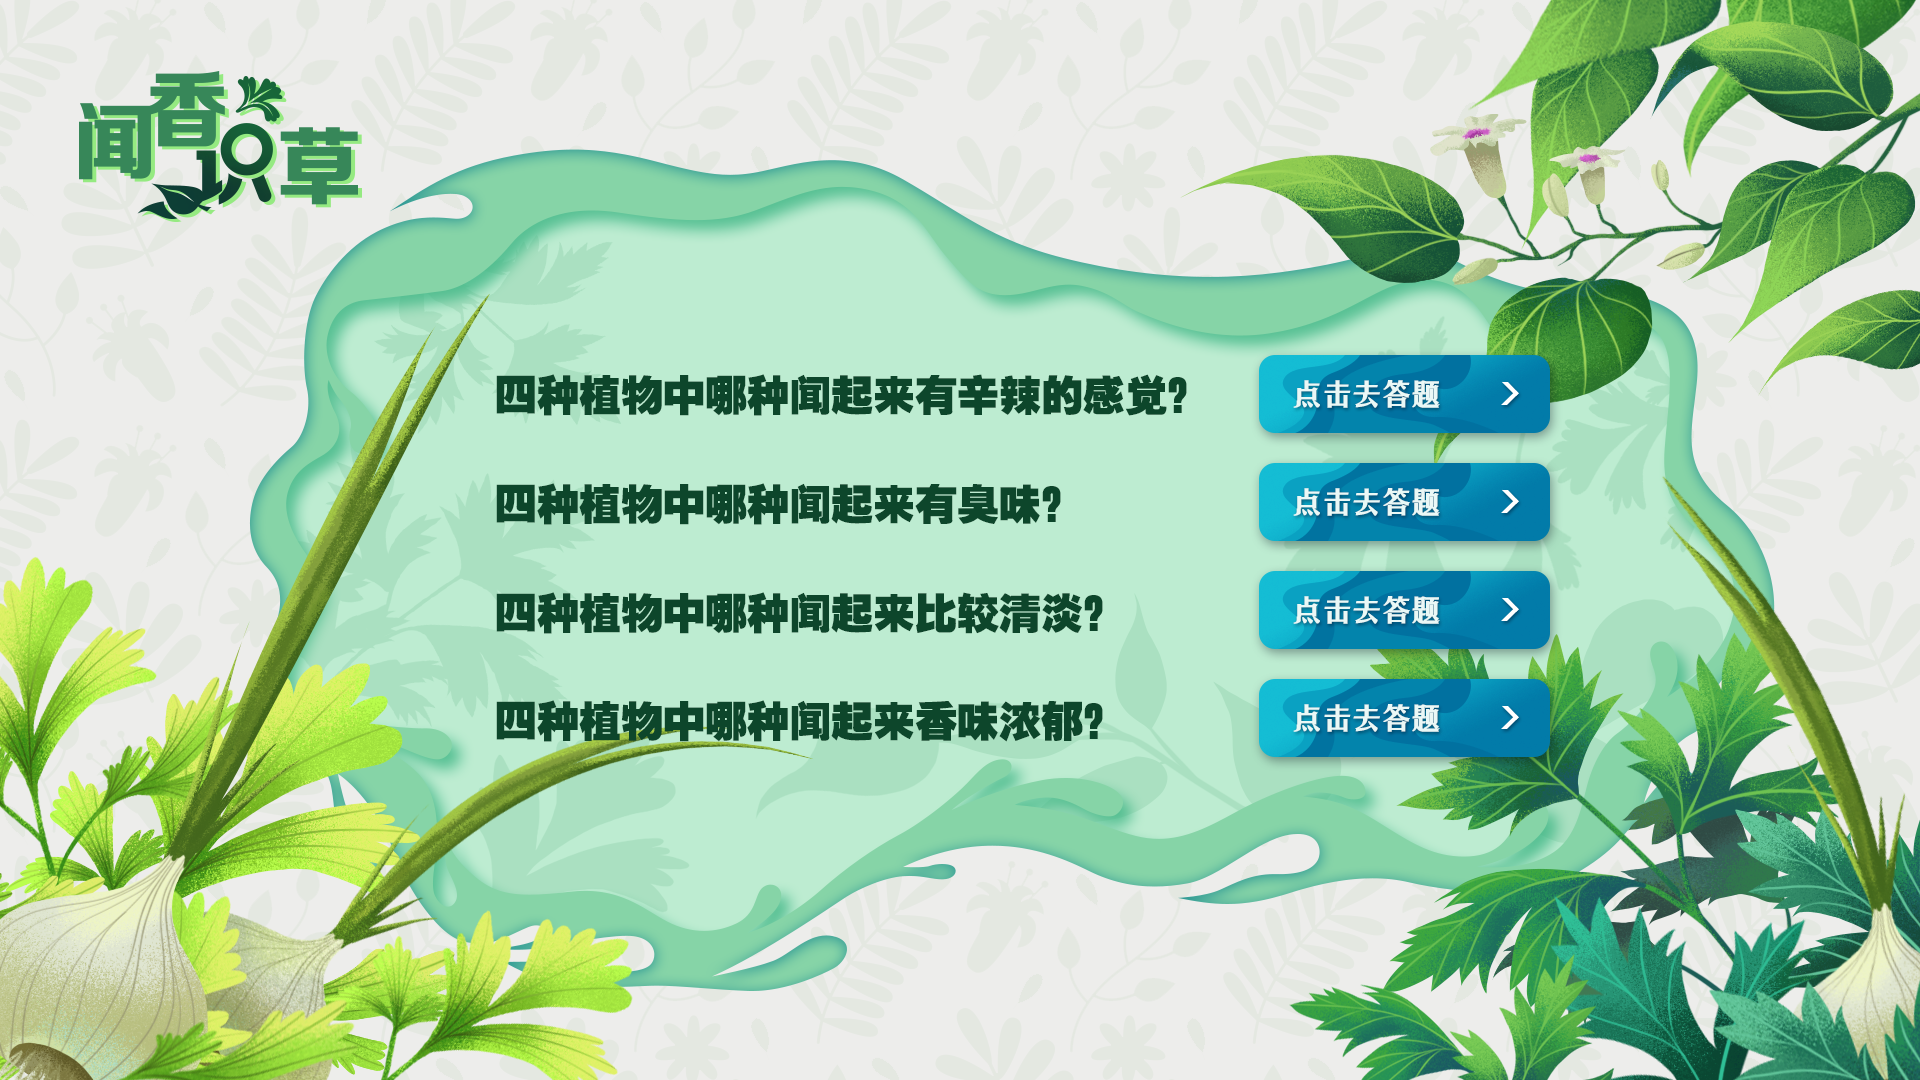 闻香识草
四种植物中哪种闻起来有辛辣的感觉?
点击去答题
四种植物中哪种闻起来有臭味?
点击去答题
四种植物中哪种闻起来比较清淡?
点击去答题
四种植物中哪种闻起来香味浓郁?
点击去答题